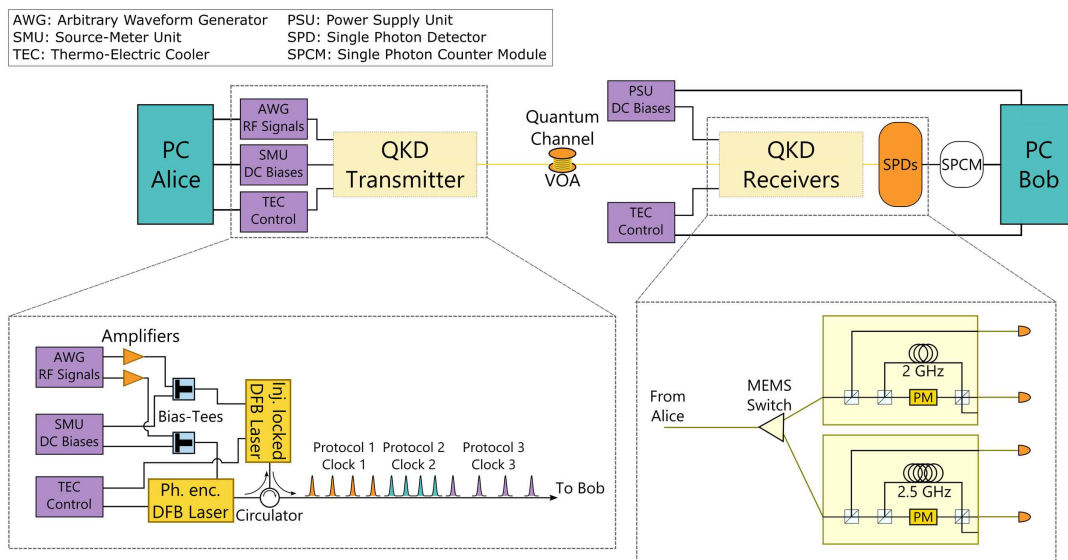 AWG: Arbitrary Waveform Generator PSU: Power Supply Unit
SMU: Source-Meter Unit SPD: Single Photon Detector
TEC: Thermo-Electric Cooler SPCM: Single Photon Counter Module
PC
Alice
AWG
RF Signals
SMU
DC Biases
TEC
Control
QKD
Transmitter
Quantum
Channel
VOA
PSU
DC Biases
TEC
Control
QKD
Receivers
SPDs
SPCM
PC
Bob
Amplifiers
AWG
RF Signals
SMU
DC Biases
TEC
Control
Bias-Tees
Inj. locked
DFB Laser
Ph. enc.
DFB Laser
Circulator
Protocol 1
Clock 1
Protocol 2
Clock 2
Protocol 3
Clock 3
To Bob
From
Alice
MEMS
Switch
2 GHz
PM
2.5 GHz
PM